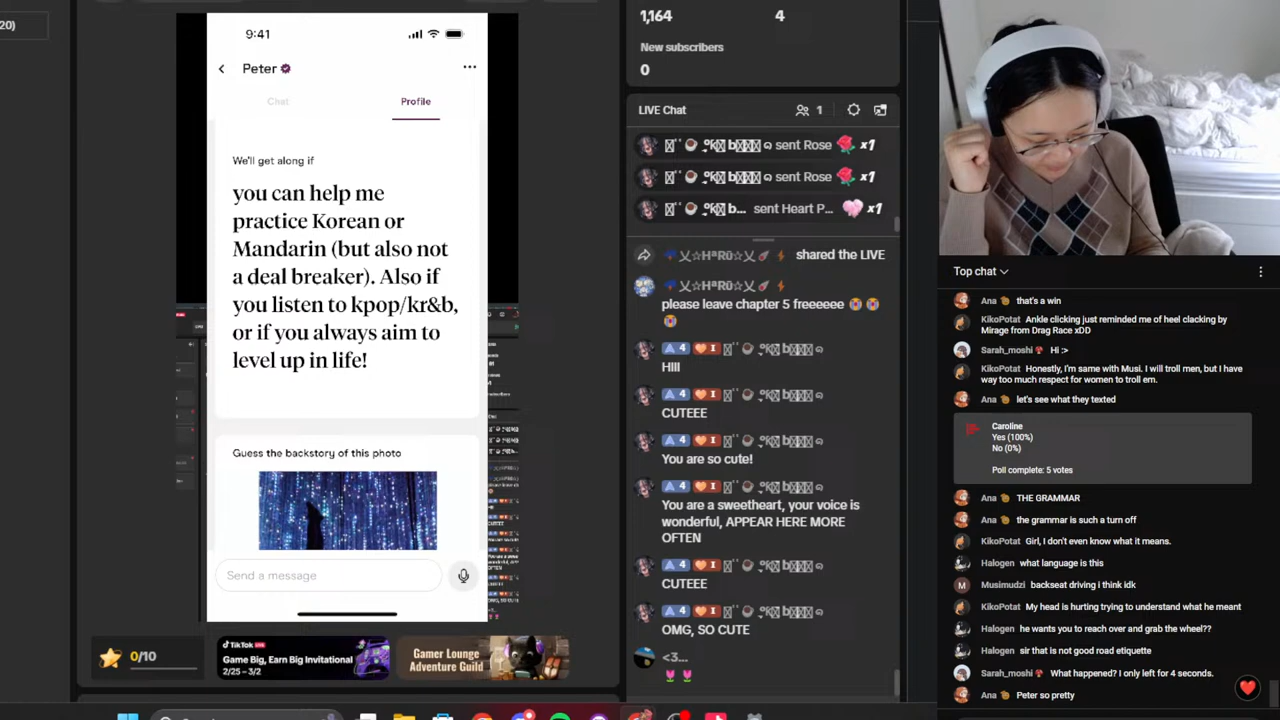 20)
9:41
Peter
Chat
Profile
We'll get along if
you can help me
practice Korean or
Mandarin (but also not
a deal breaker). Also if
you listen to kpop/kr&b,
or if you always aim to
level up in life!
Guess the backstory of this photo
Send a message
0/10
TikTok LIVE
Game Big, Earn Big Invitational
2/25 – 3/2
Gamer Lounge
Adventure Guild
1,164
4
New subscribers
0
LIVE Chat
1
sent Rose x1
sent Rose x1
sent Heart P... x1
shared the LIVE
please leave chapter 5 freeeeee 😭😭
😭
4 I
HIII
4 I
CUTEEE
4 I
You are so cute!
4 I
You are a sweetheart, your voice is
wonderful, APPEAR HERE MORE
OFTEN
4 I
CUTEEE
4 I
OMG, SO CUTE
<3...
🌷🌷
Top chat
Ana that's a win
KikoPotat Ankle clicking just reminded me of heel clacking by
Mirage from Drag Race xDD
Sarah_moshi Hi :>
KikoPotat Honestly, I'm same with Musi. I will troll men, but I have
way too much respect for women to troll em.
Ana let's see what they texted
Caroline
Yes (100%)
No (0%)
Poll complete: 5 votes
Ana THE GRAMMAR
Ana the grammar is such a turn off
KikoPotat Girl, I don't even know what it means.
Halogen what language is this
M Musimudzi backseat driving i think idk
KikoPotat My head is hurting trying to understand what he meant
Halogen he wants you to reach over and grab the wheel??
Halogen sir that is not good road etiquette
Sarah_moshi What happened? I only left for 4 seconds.
Ana Peter so pretty